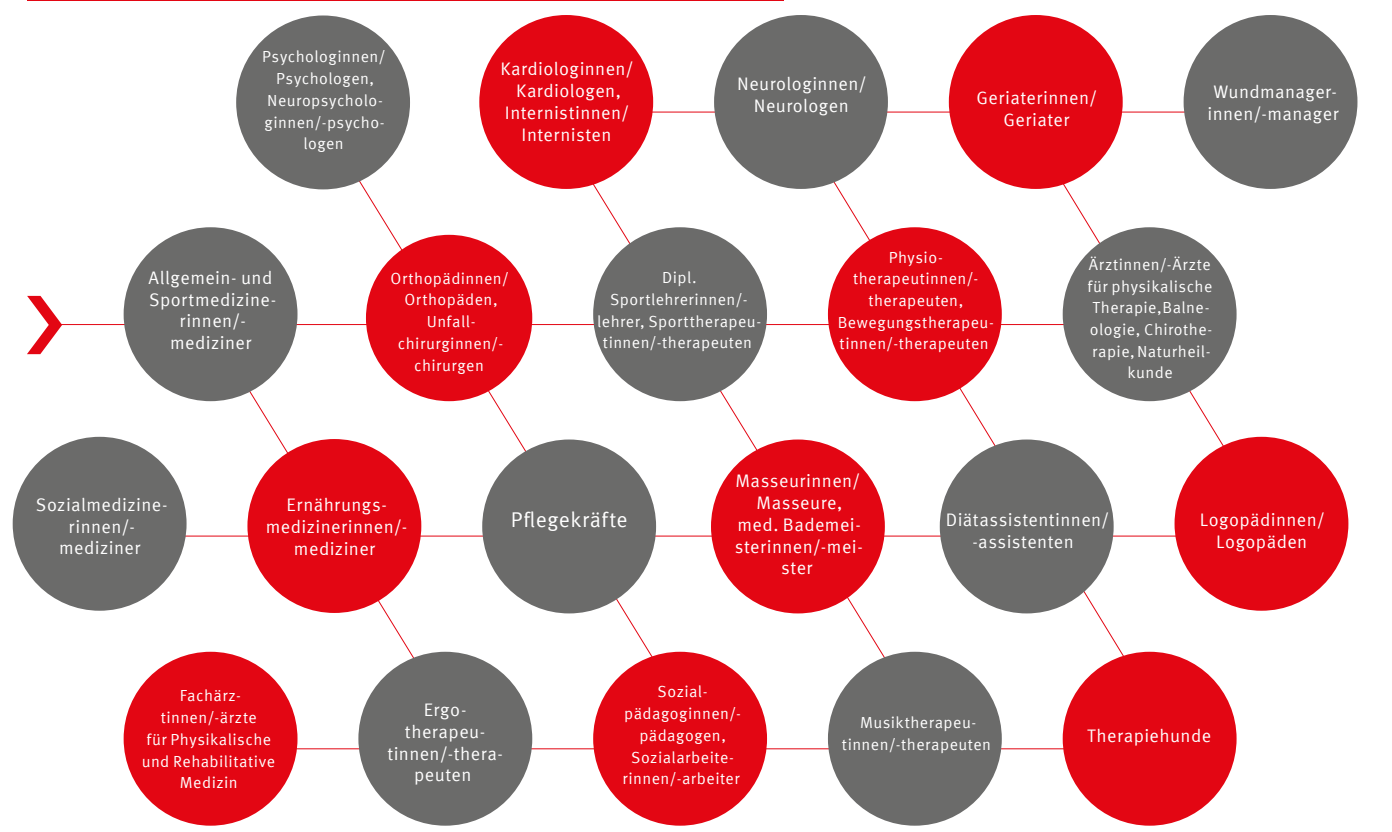 Psychologinnen/
Psychologen,
Neuropsycholo-
ginnen/-psycho-
logen
Kardiologinnen/
Kardiologen,
Internistinnen/
Internisten
Neurologinnen/
Neurologen
Geriaterinnen/
Geriater
Wundmanager-
innen/-manager
Allgemein- und
Sportmedizine-
rinnen/-
mediziner
Orthopädinnen/
Orthopäden,
Unfall-
chirurginnen/-
chirurgen
Dipl.
Sportlehrerinnen/-
lehrer, Sporttherapeu-
tinnen/-therapeuten
Physio-
therapeutinnen/-
therapeuten,
Bewegungstherapeu-
tinnen/-therapeuten
Ärztinnen/-Ärzte
für physikalische
Therapie,Balne-
ologie, Chirothe-
rapie, Naturheil-
kunde
Sozialmedizine-
rinnen/-
mediziner
Ernährungs-
medizinerinnen/-
mediziner
Pflegekräfte
Masseurinnen/
Masseure,
med. Bademei-
sterinnen/-mei-
ster
Diätassistentinnen/
-assistenten
Logopädinnen/
Logopäden
Fachärz-
tinnen/-ärzte
für Physikalische
und Rehabilitative
Medizin
Ergo-
therapeu-
tinnen/-thera-
peuten
Sozial-
pädagoginnen/-
pädagogen,
Sozialarbeite-
rinnen/-arbeiter
Musiktherapeu-
tinnen/-therapeuten
Therapiehunde